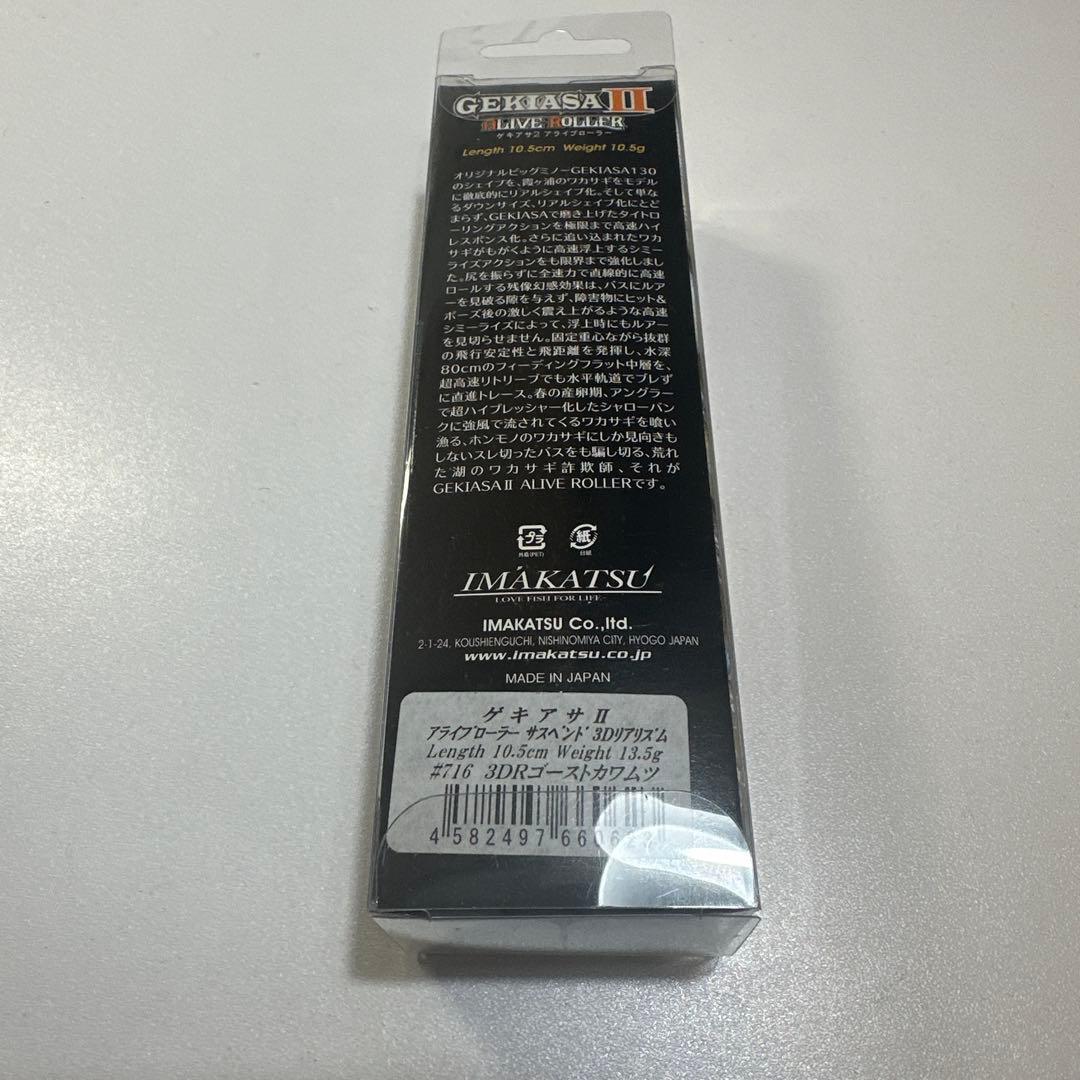 GEKIASA II
ALIVE ROLLER
ゲキアサ2 アライブローラー
Length 10.5cm Weight 10.5g
オリジナルビッグミノーGEKIASA130
のシェイプを、霞ヶ浦のワカサギをモデル
に徹底的にリアルシェイプ化。そして単な
るダウンサイズ、リアルシェイプ化にとど
まらず、GEKIASAで磨き上げたタイトロ
ーリングアクションを極限まで高速ハイ
レスポンス化。さらに追い込まれたワカ
サギがもがくように高速浮上するシミー
ライズアクションをも限界まで強化しまし
た。尻を振らずに全速力で直線的に高速
ロールする残像幻惑効果は、バスにルア
ーを見破る隙を与えず、障害物にヒット&
ポーズ後の激しく震え上がるような高速
シミーライズによって、浮上時にもルアー
を見切らせません。固定重心ながら抜群
の飛行安定性と飛距離を発揮し、水深
80cmのフィーディングフラット中層を、
超高速リトリーブでも水平軌道でブレず
に直進トレース。春の産卵期、アングラー
で超ハイプレッシャー化したシャローバン
クに強風で流されてくるワカサギを喰い
漁る、ホンモノのワカサギにしか見向きも
しないスレ切ったバスをも騙し切る、荒れ
た湖のワカサギ詐欺師、それが
GEKIASAⅡ ALIVE ROLLERです。
プラ 紙
外箱(PET) 台紙
IMAKATSU
LOVE FISH FOR LIFE
IMAKATSU Co.,ltd.
2-1-24, KOUSHIENGUCHI, NISHINOMIYA CITY, HYOGO JAPAN
www.imakatsu.co.jp
MADE IN JAPAN
ゲキアサⅡ
アライブローラー サスペンド 3Dリアリズム
Length 10.5cm Weight 13.5g
#716 3DRゴーストカワムツ
4 582497